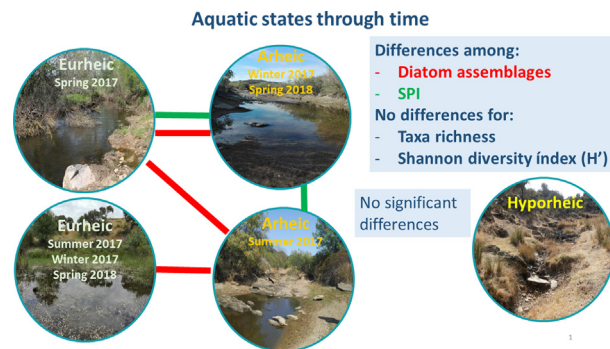 Aquatic states through time
Eurheic
Spring 2017
Arheic
Winter 2017
Spring 2018
Differences among:
- Diatom assemblages
- SPI
No differences for:
- Taxa richness
- Shannon diversity índex (H’)
Eurheic
Summer 2017
Winter 2017
Spring 2018
Arheic
Summer 2017
No significant
differences
Hyporheic
1